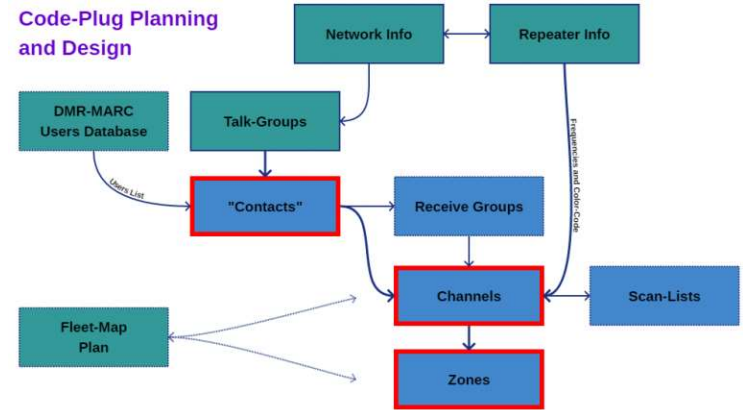 Code-Plug Planning
and Design
Network Info
Repeater Info
DMR-MARC
Users Database
Talk-Groups
Frequencies and Color-Code
Users List
"Contacts"
Receive Groups
Channels
Scan-Lists
Fleet-Map
Plan
Zones